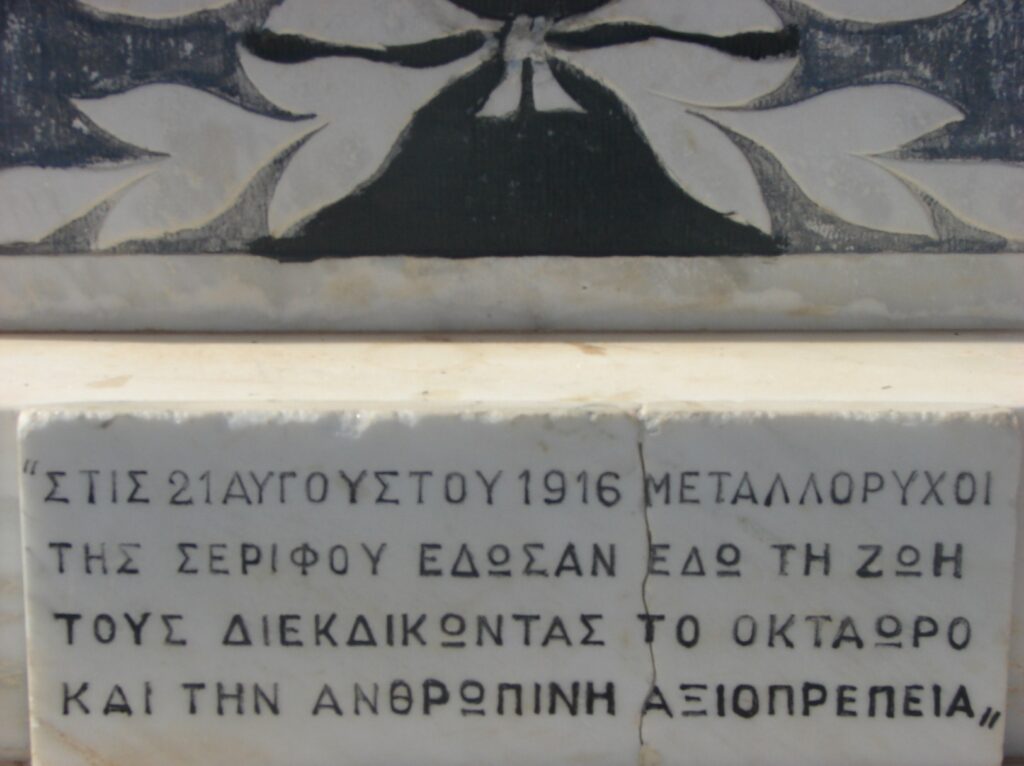 "ΣΤΙΣ 21 ΑΥΓΟΥΣΤΟΥ 1916 ΜΕΤΑΛΛΟΡΥΧΟΙ
ΤΗΣ ΣΕΡΙΦΟΥ ΕΔΩΣΑΝ ΕΔΩ ΤΗ ΖΩΗ
ΤΟΥΣ ΔΙΕΚΔΙΚΩΝΤΑΣ ΤΟ ΟΚΤΑΩΡΟ
ΚΑΙ ΤΗΝ ΑΝΘΡΩΠΙΝΗ ΑΞΙΟΠΡΕΠΕΙΑ„